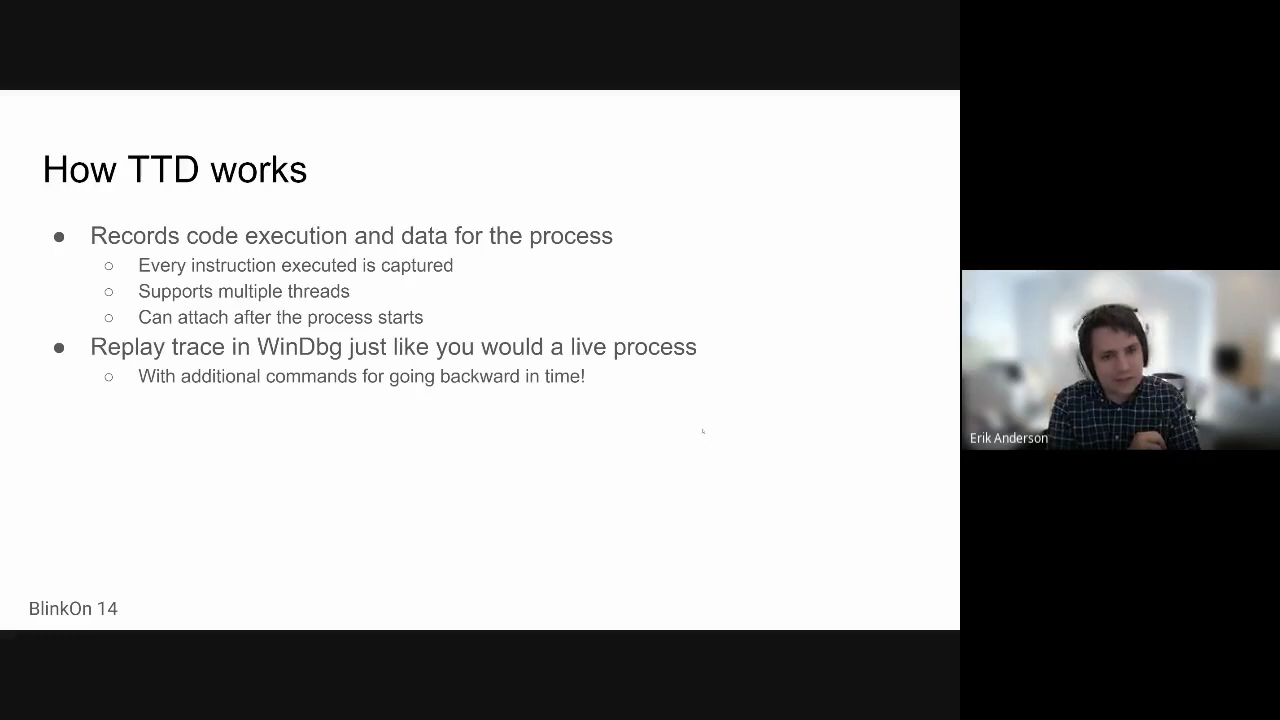 How TTD works
● Records code execution and data for the process
○ Every instruction executed is captured
○ Supports multiple threads
○ Can attach after the process starts
● Replay trace in WinDbg just like you would a live process
○ With additional commands for going backward in time!
BlinkOn 14
Erik Anderson